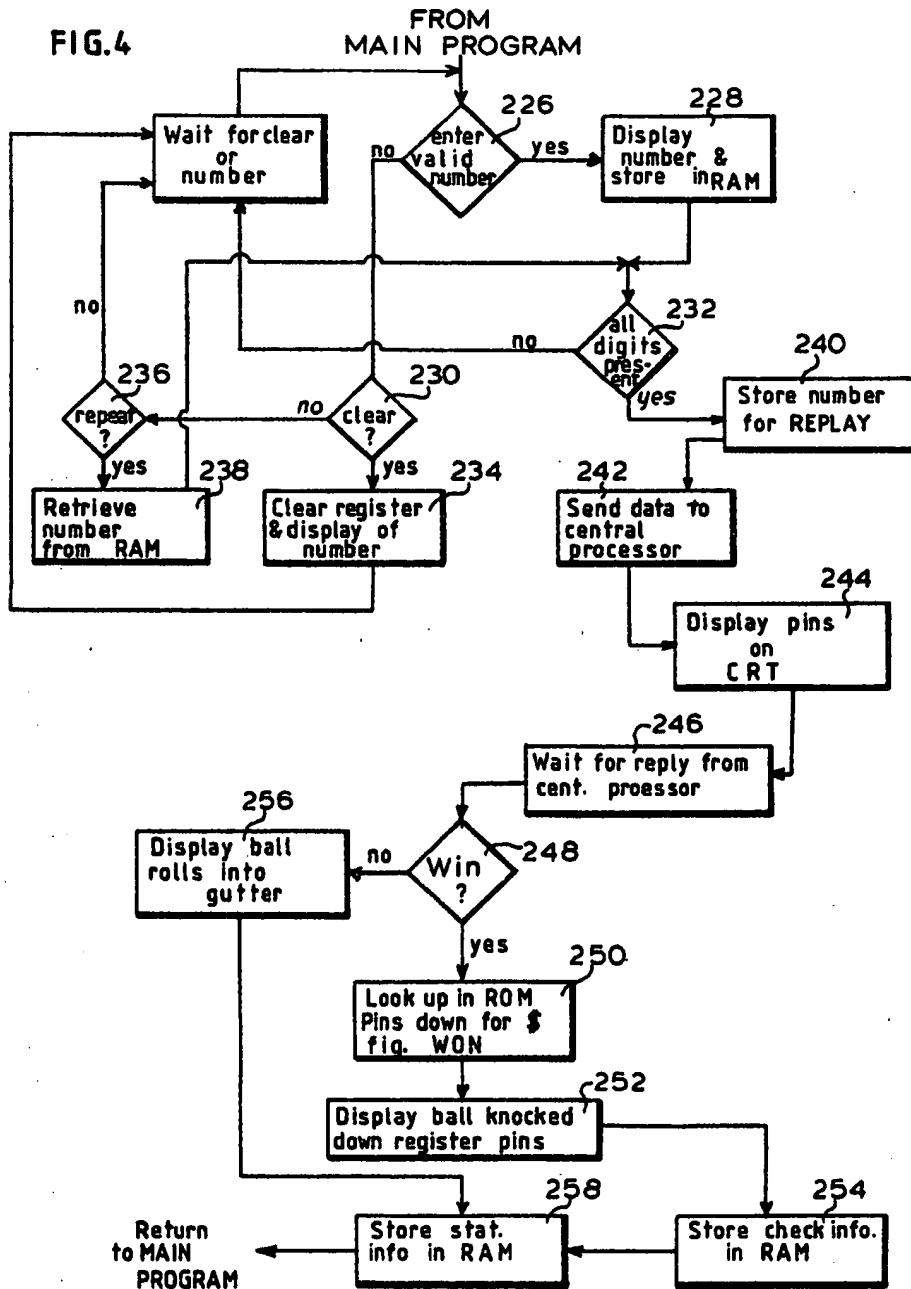 FIG.4
FROM
MAIN PROGRAM
226
228
Wait for clear
or
number
no
enter
valid
number
yes
Display
number &
store in RAM
no
232
all
digits
pres-
ent
no
yes
240
Store number
for REPLAY
236
repeat
?
no
230
clear
?
yes
yes
238
Retrieve
number
from RAM
234
Clear register
& display of
number
242
Send data to
central
processor
244
Display pins
on
CRT
246
Wait for reply from
cent. proessor
256
Display ball
rolls into
gutter
no
Win
?
248
yes
250
Look up in ROM
Pins down for $
fig. WON
252
Display ball knocked
down register pins
258
254
Return
to MAIN
PROGRAM
Store stat.
info in RAM
Store check info.
in RAM